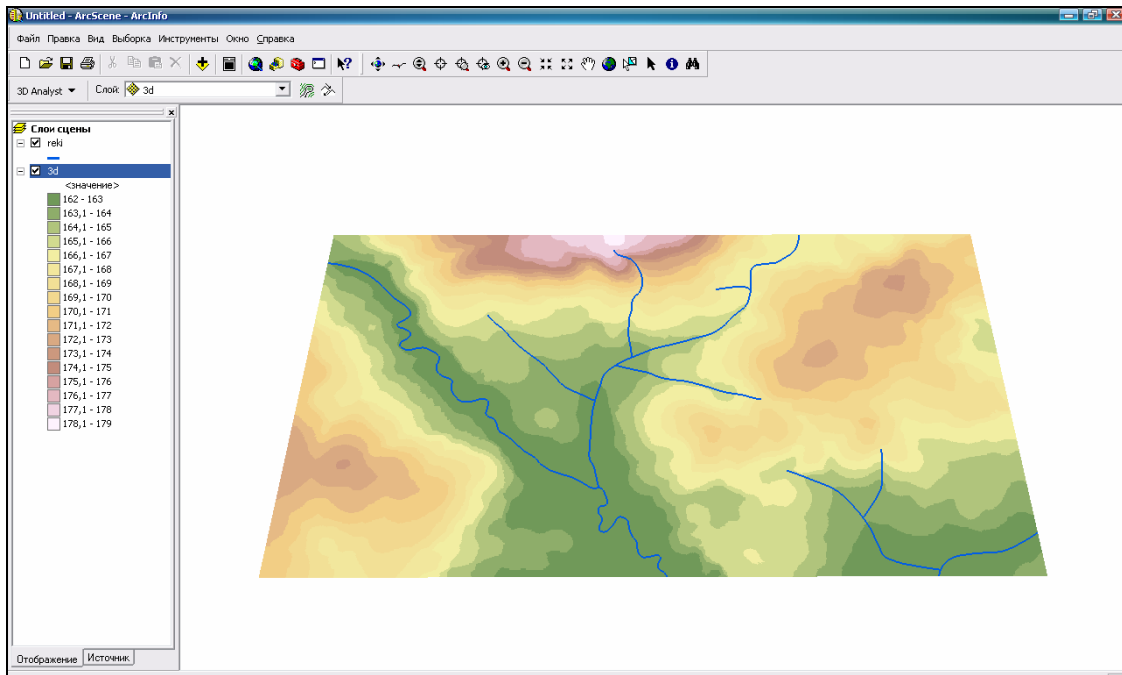 Untitled - ArcScene - ArcInfo
Файл Правка Вид Выборка Инструменты Окно Справка
3D Analyst Слой: 3d
Слои сцены
reki
3d
<значение>
162 - 163
163,1 - 164
164,1 - 165
165,1 - 166
166,1 - 167
167,1 - 168
168,1 - 169
169,1 - 170
170,1 - 171
171,1 - 172
172,1 - 173
173,1 - 174
174,1 - 175
175,1 - 176
176,1 - 177
177,1 - 178
178,1 - 179
Отображение Источник